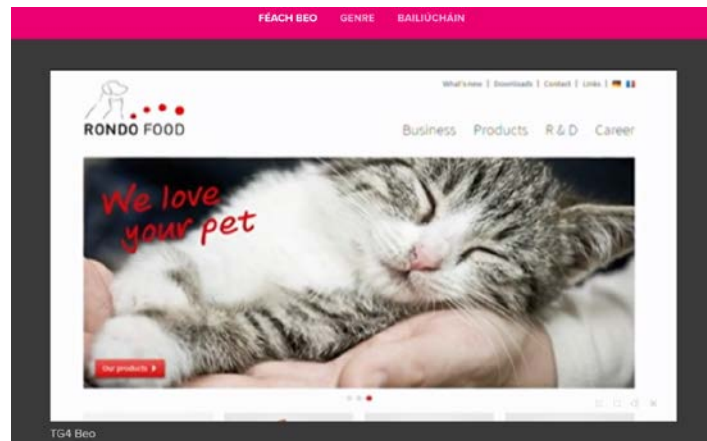 FÉACH BEO GENRE BAILIÚCHÁIN
What's new | Downloads | Contact | Links |
RONDO FOOD
Business Products R & D Career
We love
your pet
Our products
TG4 Beo